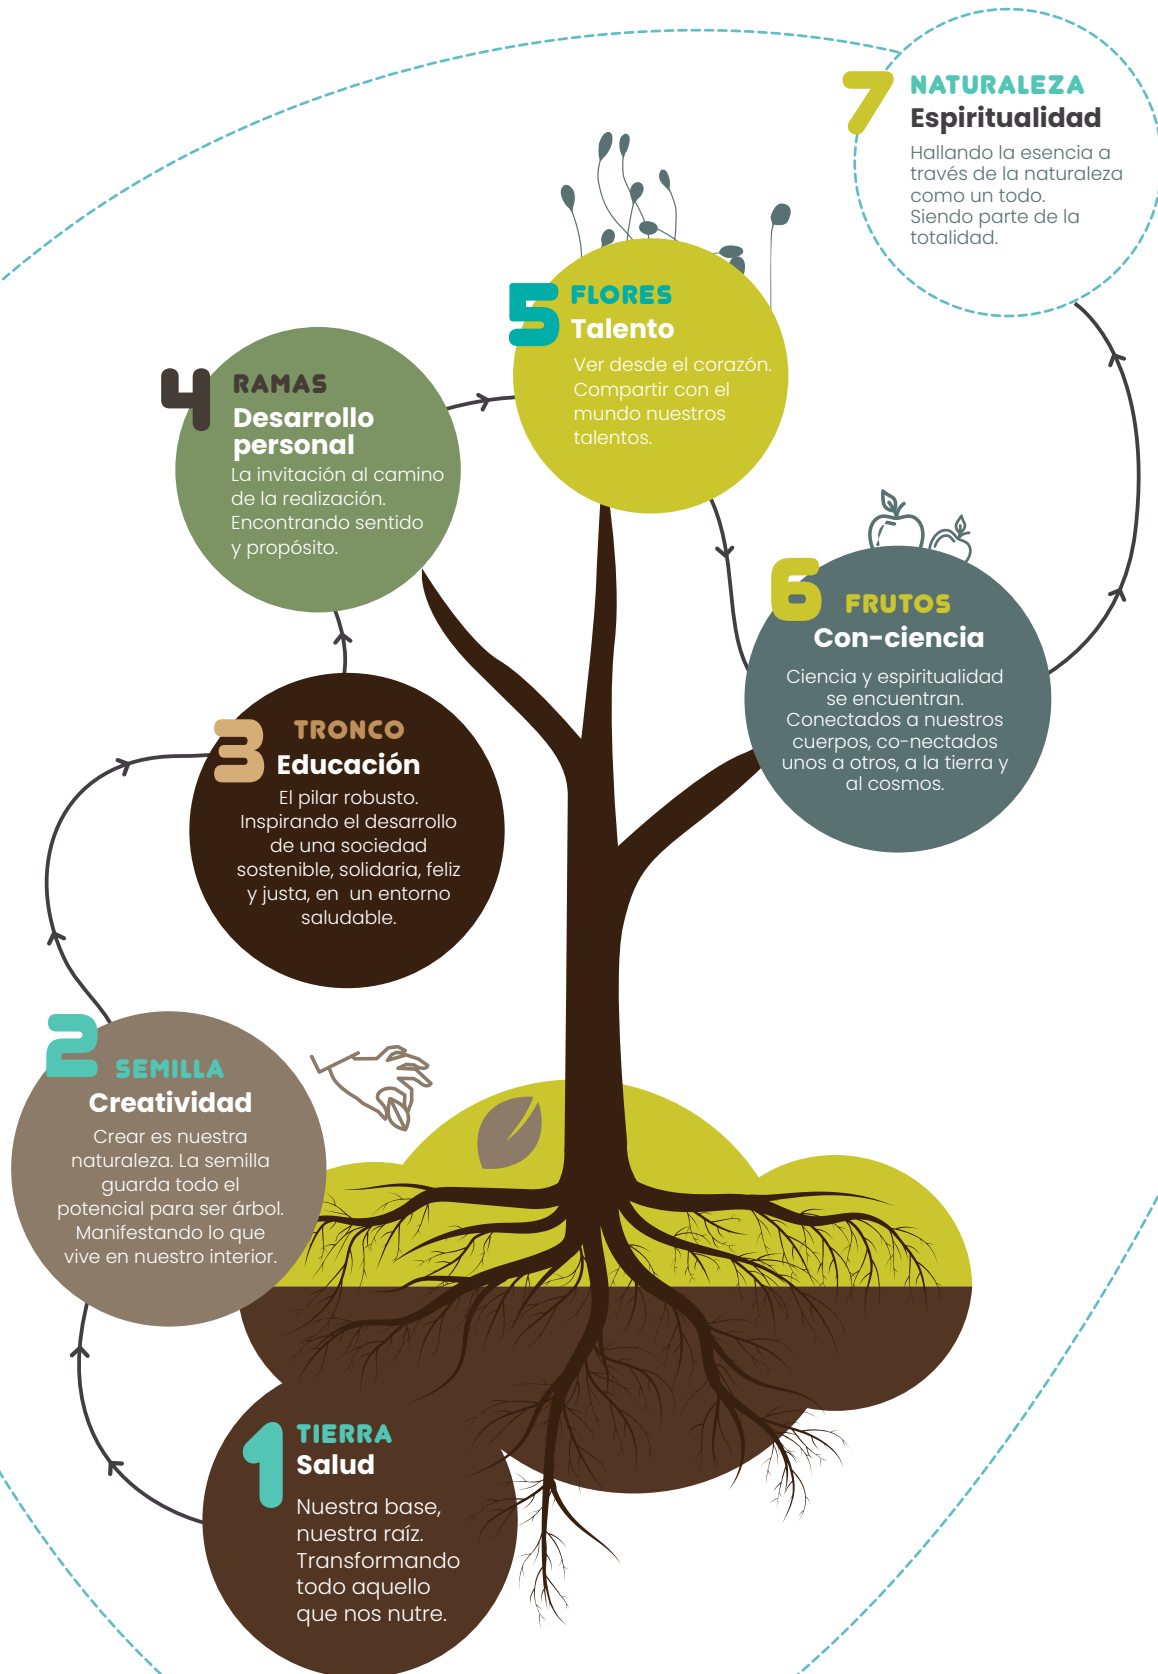 7
NATURALEZA
Espiritualidad
Hallando la esencia a
través de la naturaleza
como un todo.
Siendo parte de la
totalidad.
5
FLORES
Talento
Ver desde el corazón.
Compartir con el
mundo nuestros
talentos.
4
RAMAS
Desarrollo
personal
La invitación al camino
de la realización.
Encontrando sentido
y propósito.
6
FRUTOS
Con-ciencia
Ciencia y espiritualidad
se encuentran.
Conectados a nuestros
cuerpos, co-nectados
unos a otros, a la tierra y
al cosmos.
3
TRONCO
Educación
El pilar robusto.
Inspirando el desarrollo
de una sociedad
sostenible, solidaria, feliz
y justa, en un entorno
saludable.
2
SEMILLA
Creatividad
Crear es nuestra
naturaleza. La semilla
guarda todo el
potencial para ser árbol.
Manifestando lo que
vive en nuestro interior.
1
TIERRA
Salud
Nuestra base,
nuestra raíz.
Transformando
todo aquello
que nos nutre.